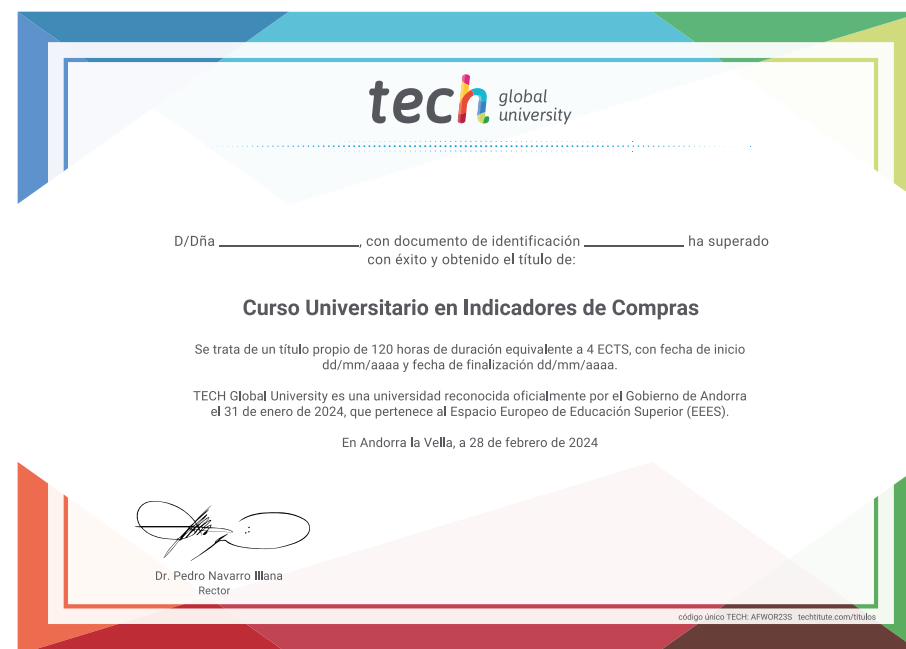 tech global university
D/Dña ____________________, con documento de identificación ______________ ha superado
con éxito y obtenido el título de:
Curso Universitario en Indicadores de Compras
Se trata de un título propio de 120 horas de duración equivalente a 4 ECTS, con fecha de inicio
dd/mm/aaaa y fecha de finalización dd/mm/aaaa.
TECH Global University es una universidad reconocida oficialmente por el Gobierno de Andorra
el 31 de enero de 2024, que pertenece al Espacio Europeo de Educación Superior (EEES).
En Andorra la Vella, a 28 de febrero de 2024
Dr. Pedro Navarro Illana
Rector
código único TECH: AFWOR23S techtitute.com/titulos